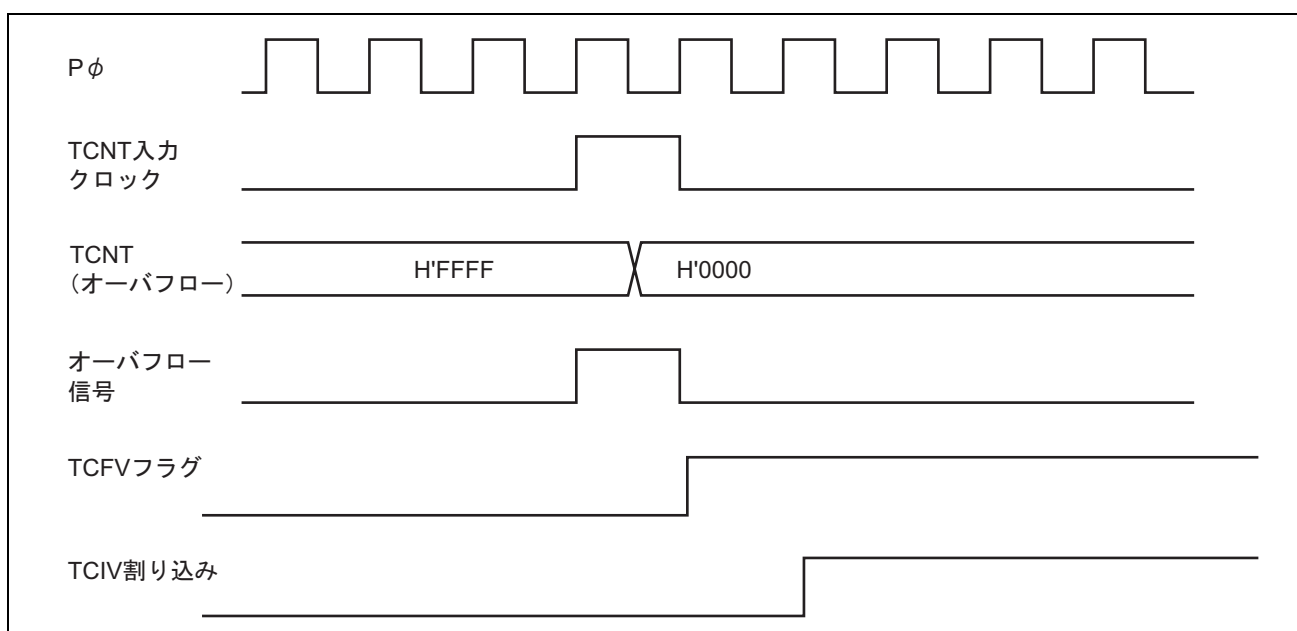 Pφ
TCNT入力
クロック
TCNT
（オーバフロー）
H'FFFF
H'0000
オーバフロー
信号
TCFVフラグ
TCIV割り込み